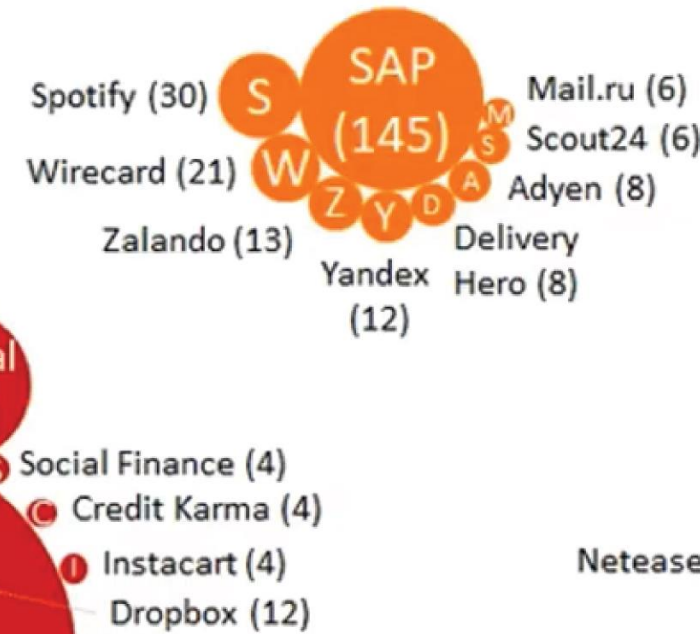 SAP
(145)
Spotify (30)
S
Mail.ru (6)
M
Scout24 (6)
S
Wirecard (21)
W
Adyen (8)
A
Z
Y
D
Zalando (13)
Delivery
Hero (8)
Yandex
(12)
al
Social Finance (4)
C
Credit Karma (4)
I
Instacart (4)
Netease
Dropbox (12)